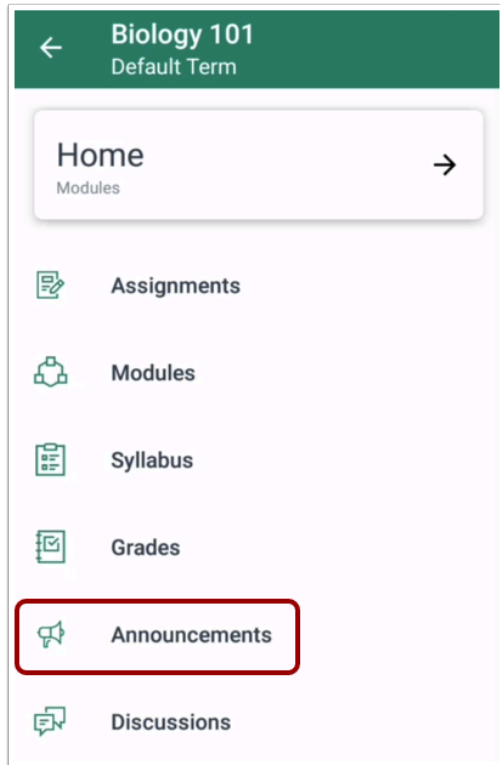 Biology 101
Default Term
Home
Modules
Assignments
Modules
Syllabus
Grades
Announcements
Discussions